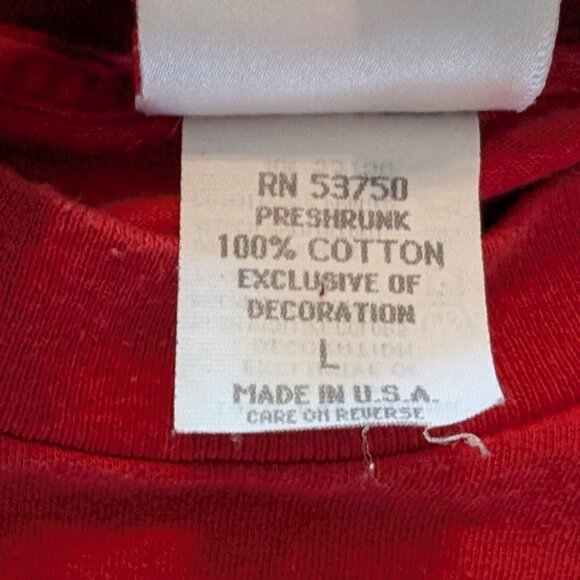 RN 53750
PRESHRUNK
100% COTTON
EXCLUSIVE OF
DECORATION
L
MADE IN U.S.A.
CARE ON REVERSE